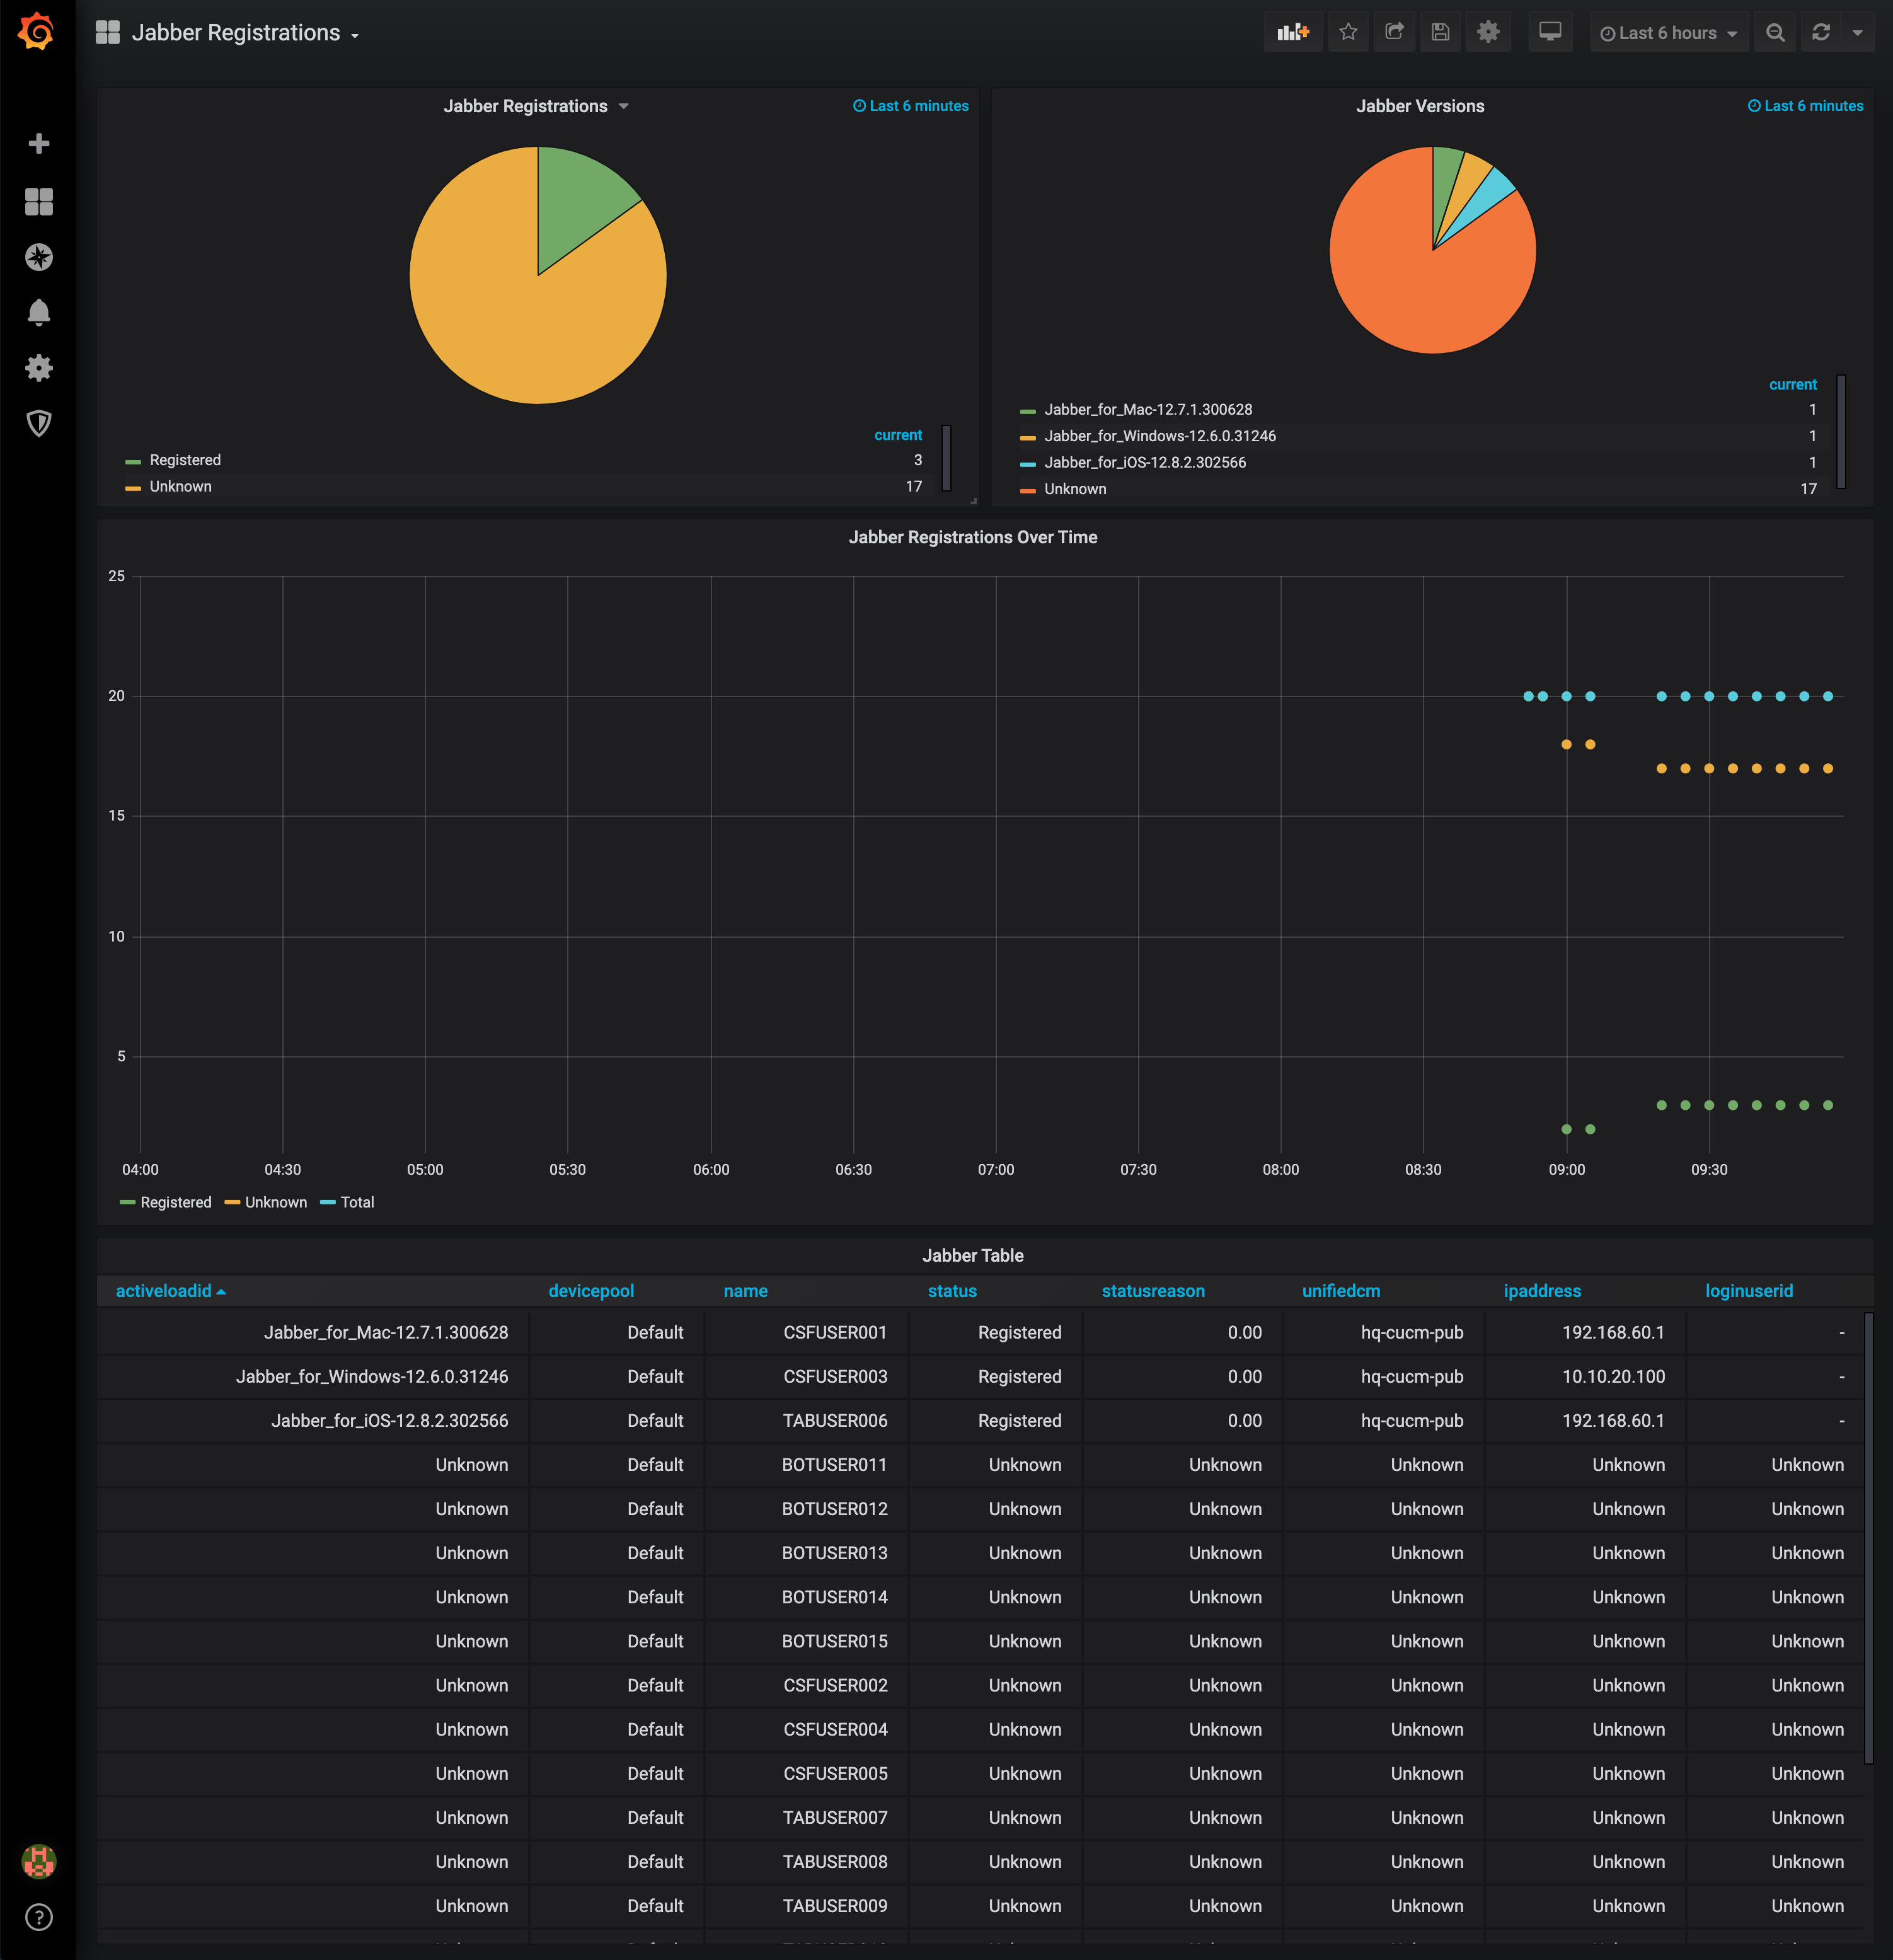 Jabber Registrations
Last 6 hours
Jabber Registrations
Last 6 minutes
current
Registered 3
Unknown 17
Jabber Versions
Last 6 minutes
current
Jabber_for_Mac-12.7.1.300628 1
Jabber_for_Windows-12.6.0.31246 1
Jabber_for_iOS-12.8.2.302566 1
Unknown 17
Jabber Registrations Over Time
25
20
15
10
5
04:00 04:30 05:00 05:30 06:00 06:30 07:00 07:30 08:00 08:30 09:00 09:30
Registered Unknown Total
Jabber Table
activeloadid devicepool name status statusreason unifiedcm ipaddress loginuserid
Jabber_for_Mac-12.7.1.300628 Default CSFUSER001 Registered 0.00 hq-cucm-pub 192.168.60.1 -
Jabber_for_Windows-12.6.0.31246 Default CSFUSER003 Registered 0.00 hq-cucm-pub 10.10.20.100 -
Jabber_for_iOS-12.8.2.302566 Default TABUSER006 Registered 0.00 hq-cucm-pub 192.168.60.1 -
Unknown Default BOTUSER011 Unknown Unknown Unknown Unknown Unknown
Unknown Default BOTUSER012 Unknown Unknown Unknown Unknown Unknown
Unknown Default BOTUSER013 Unknown Unknown Unknown Unknown Unknown
Unknown Default BOTUSER014 Unknown Unknown Unknown Unknown Unknown
Unknown Default BOTUSER015 Unknown Unknown Unknown Unknown Unknown
Unknown Default CSFUSER002 Unknown Unknown Unknown Unknown Unknown
Unknown Default CSFUSER004 Unknown Unknown Unknown Unknown Unknown
Unknown Default CSFUSER005 Unknown Unknown Unknown Unknown Unknown
Unknown Default TABUSER007 Unknown Unknown Unknown Unknown Unknown
Unknown Default TABUSER008 Unknown Unknown Unknown Unknown Unknown
Unknown Default TABUSER009 Unknown Unknown Unknown Unknown Unknown